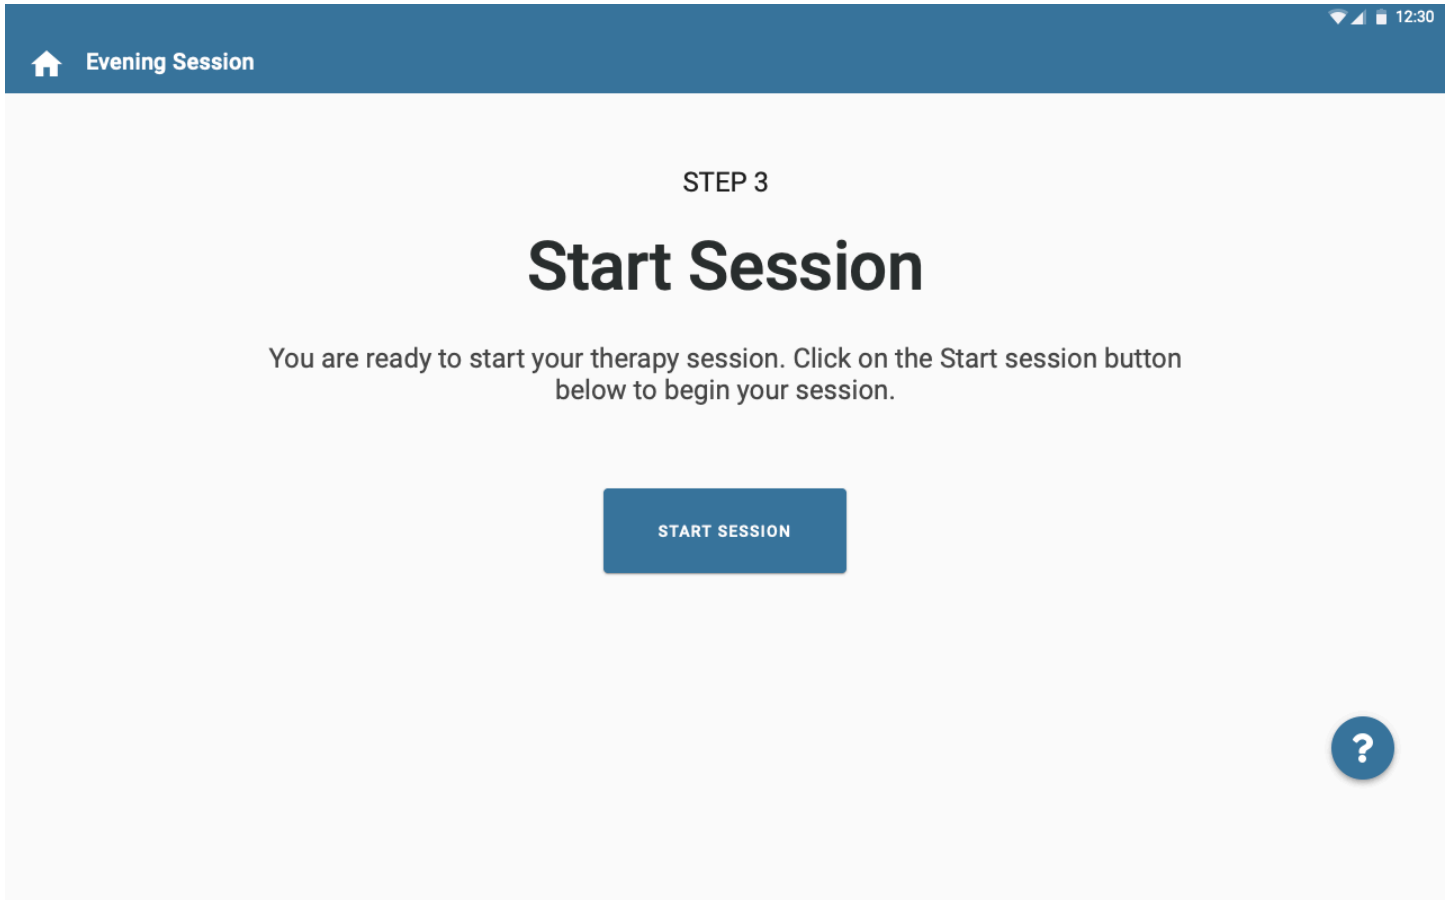 12:30
Evening Session
STEP 3
Start Session
You are ready to start your therapy session. Click on the Start session button
below to begin your session.
START SESSION
?